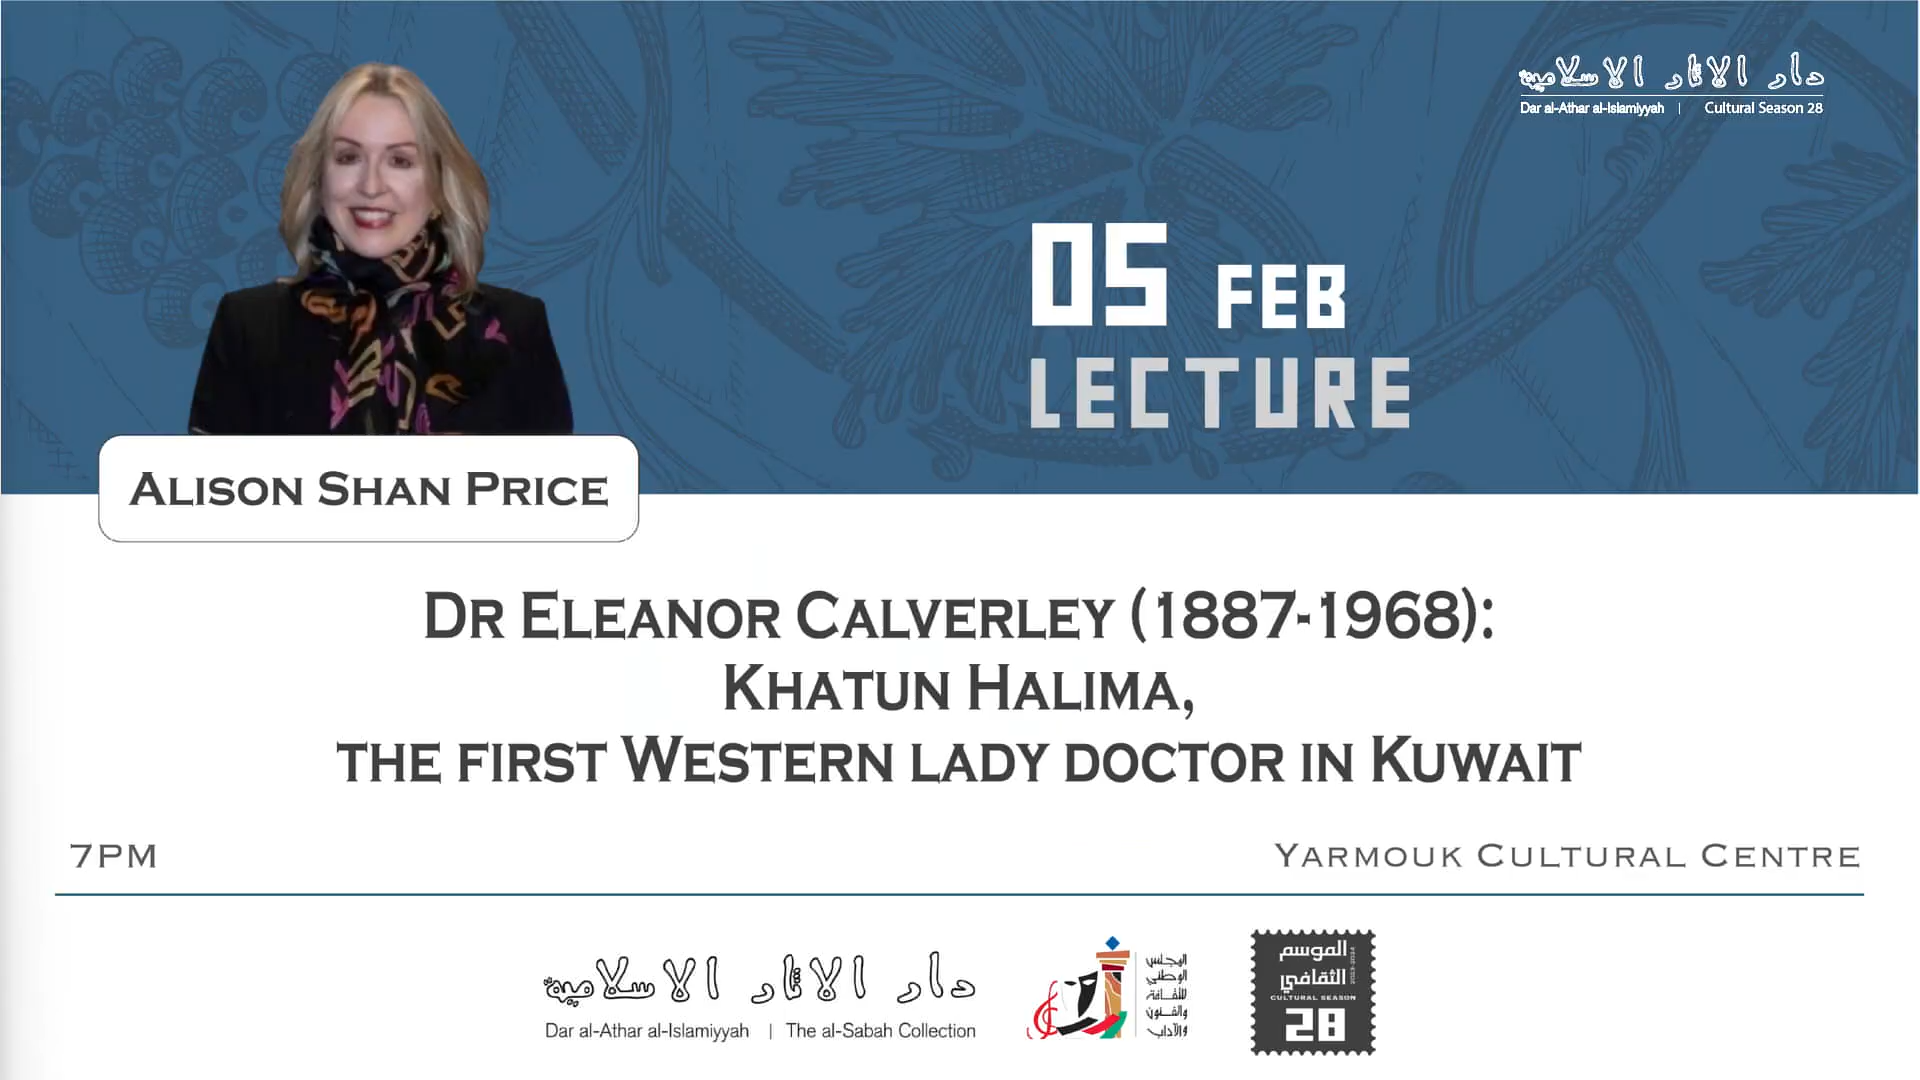 دار الآثار الإسلامية
Dar al-Athar al-Islamiyyah | Cultural Season 28
05 FEB
LECTURE
ALISON SHAN PRICE
DR ELEANOR CALVERLEY (1887-1968):
KHATUN HALIMA,
THE FIRST WESTERN LADY DOCTOR IN KUWAIT
7PM
YARMOUK CULTURAL CENTRE
دار الآثار الإسلامية
Dar al-Athar al-Islamiyyah | The al-Sabah Collection
المجلس
الوطني
للثقافة
والفنون
والآداب
الموسم
الثقافي
2023-2024
CULTURAL SEASON
28